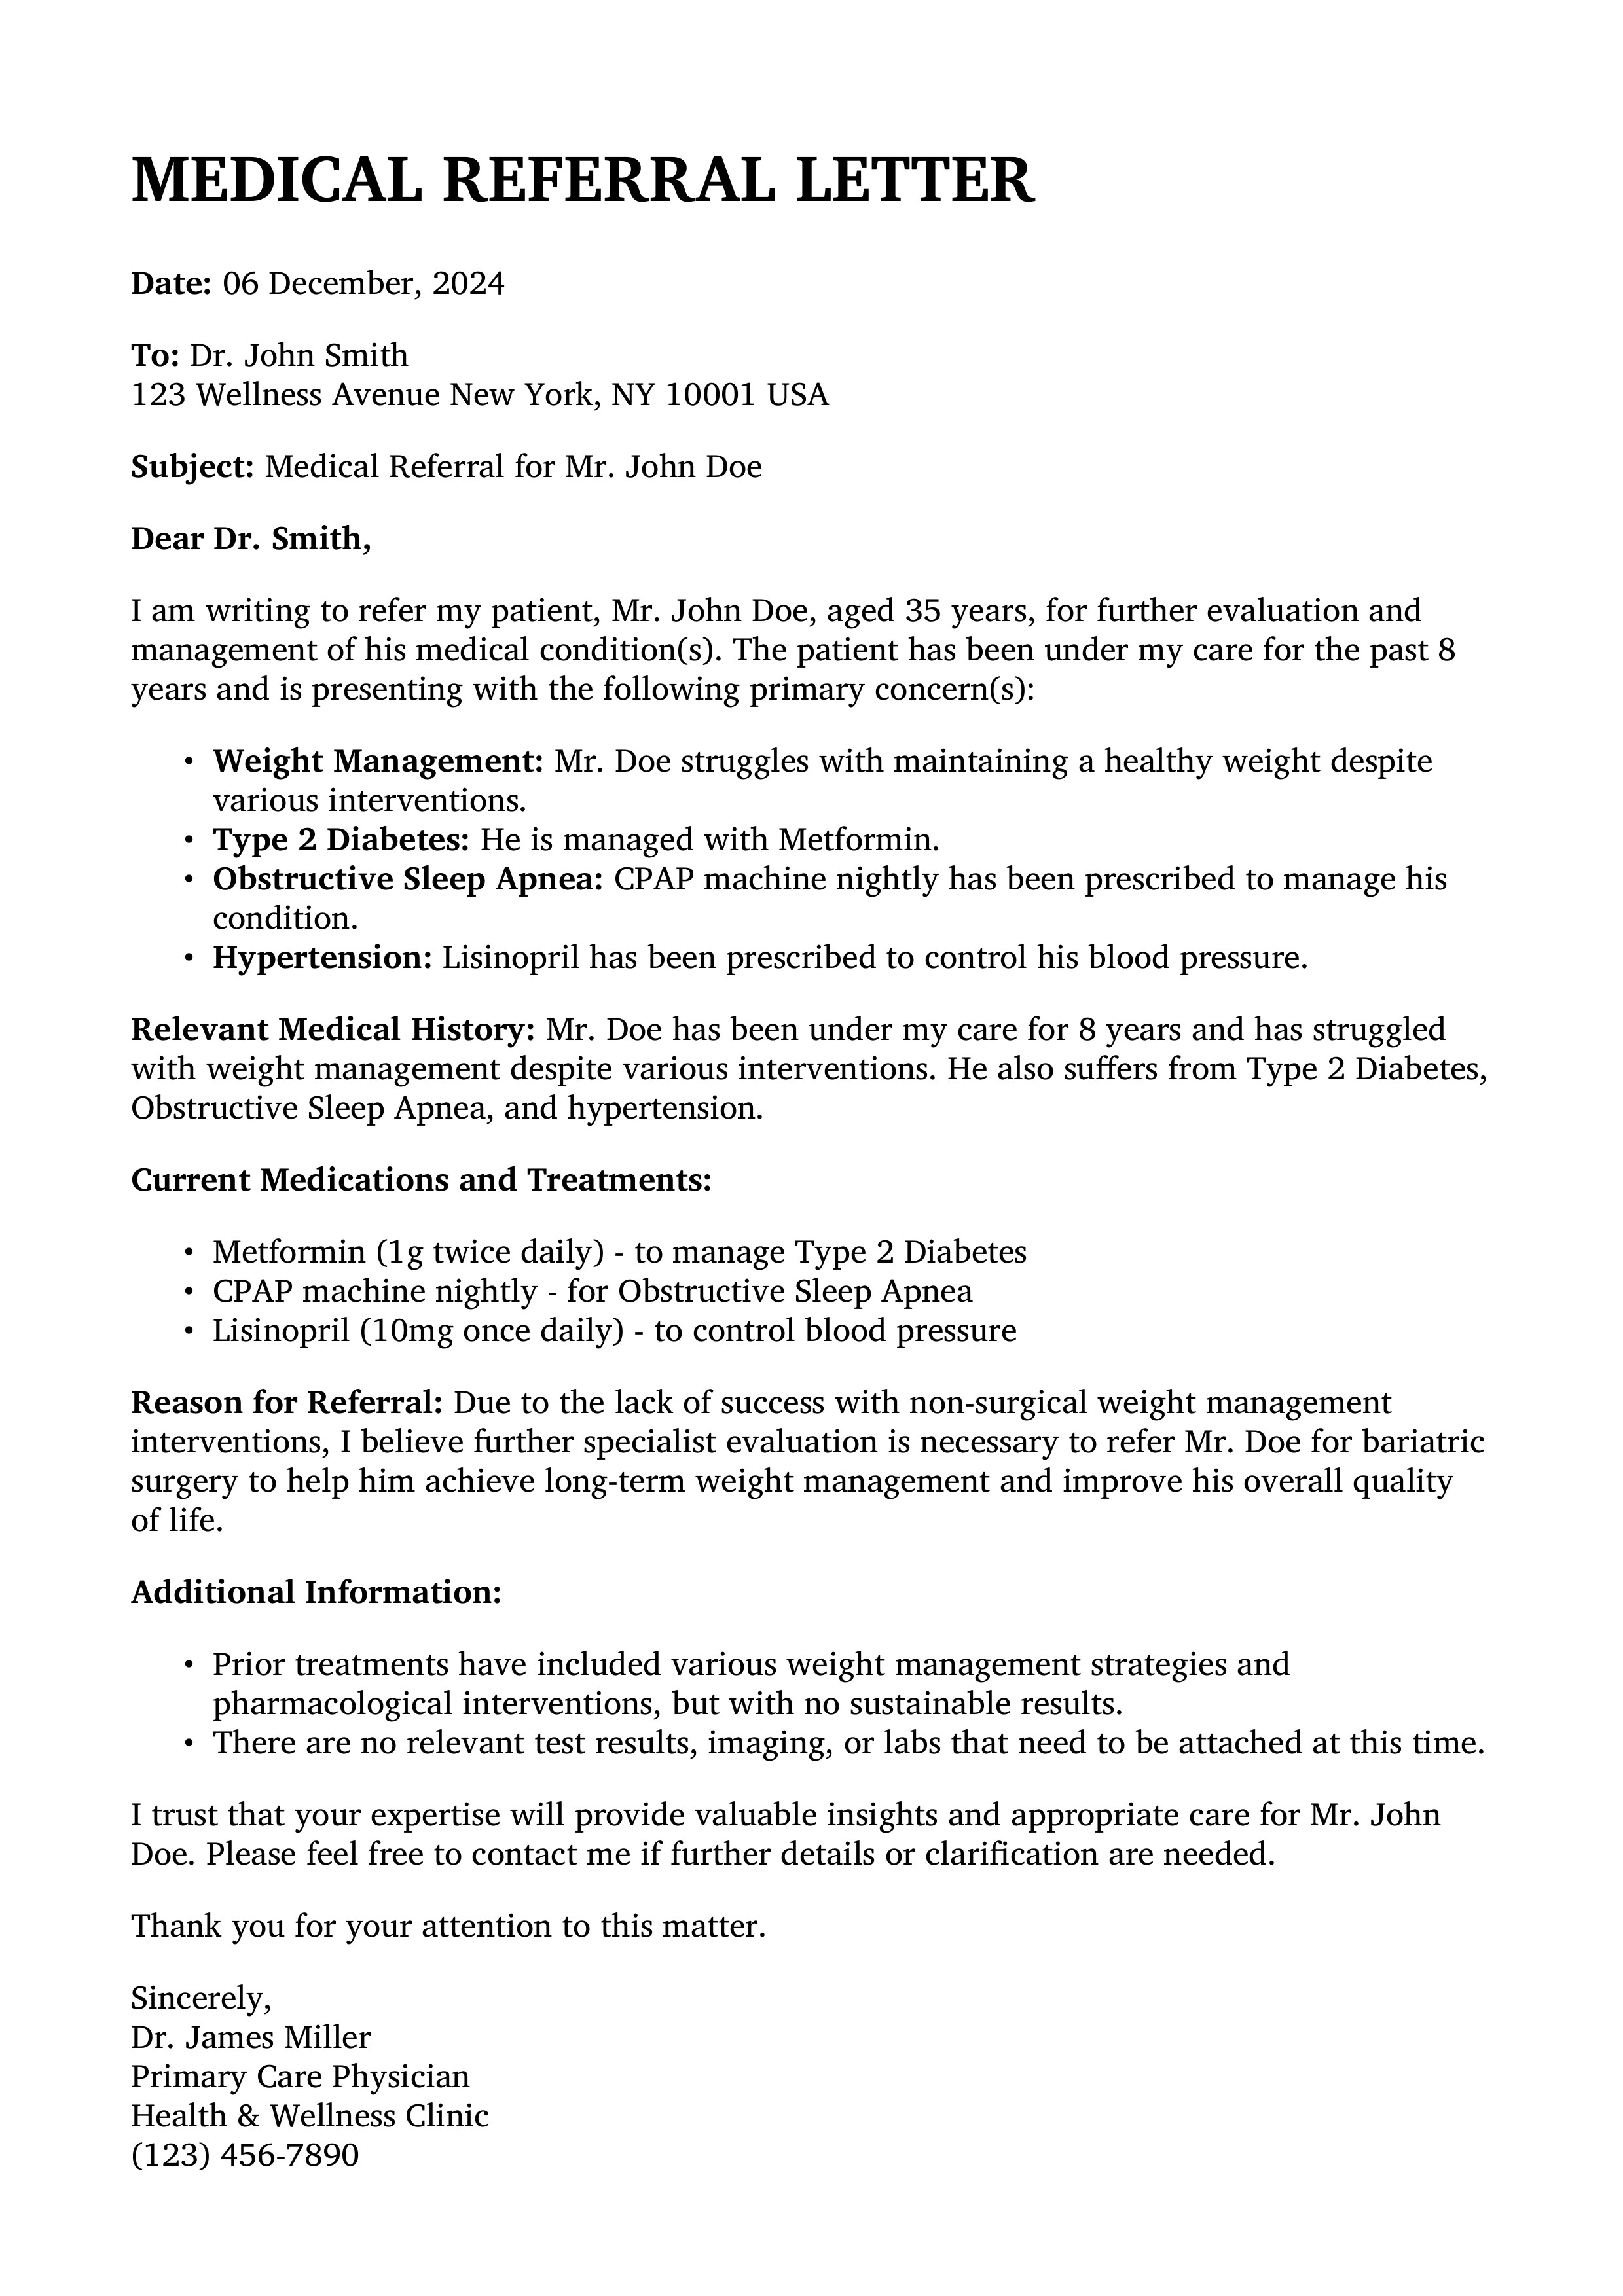 MEDICAL REFERRAL LETTER
Date: 06 December, 2024
To: Dr. John Smith
123 Wellness Avenue New York, NY 10001 USA
Subject: Medical Referral for Mr. John Doe
Dear Dr. Smith,
I am writing to refer my patient, Mr. John Doe, aged 35 years, for further evaluation and
management of his medical condition(s). The patient has been under my care for the past 8
years and is presenting with the following primary concern(s):
• Weight Management: Mr. Doe struggles with maintaining a healthy weight despite
various interventions.
• Type 2 Diabetes: He is managed with Metformin.
• Obstructive Sleep Apnea: CPAP machine nightly has been prescribed to manage his
condition.
• Hypertension: Lisinopril has been prescribed to control his blood pressure.
Relevant Medical History: Mr. Doe has been under my care for 8 years and has struggled
with weight management despite various interventions. He also suffers from Type 2 Diabetes,
Obstructive Sleep Apnea, and hypertension.
Current Medications and Treatments:
• Metformin (1g twice daily) - to manage Type 2 Diabetes
• CPAP machine nightly - for Obstructive Sleep Apnea
• Lisinopril (10mg once daily) - to control blood pressure
Reason for Referral: Due to the lack of success with non-surgical weight management
interventions, I believe further specialist evaluation is necessary to refer Mr. Doe for bariatric
surgery to help him achieve long-term weight management and improve his overall quality
of life.
Additional Information:
• Prior treatments have included various weight management strategies and
pharmacological interventions, but with no sustainable results.
• There are no relevant test results, imaging, or labs that need to be attached at this time.
I trust that your expertise will provide valuable insights and appropriate care for Mr. John
Doe. Please feel free to contact me if further details or clarification are needed.
Thank you for your attention to this matter.
Sincerely,
Dr. James Miller
Primary Care Physician
Health & Wellness Clinic
(123) 456-7890